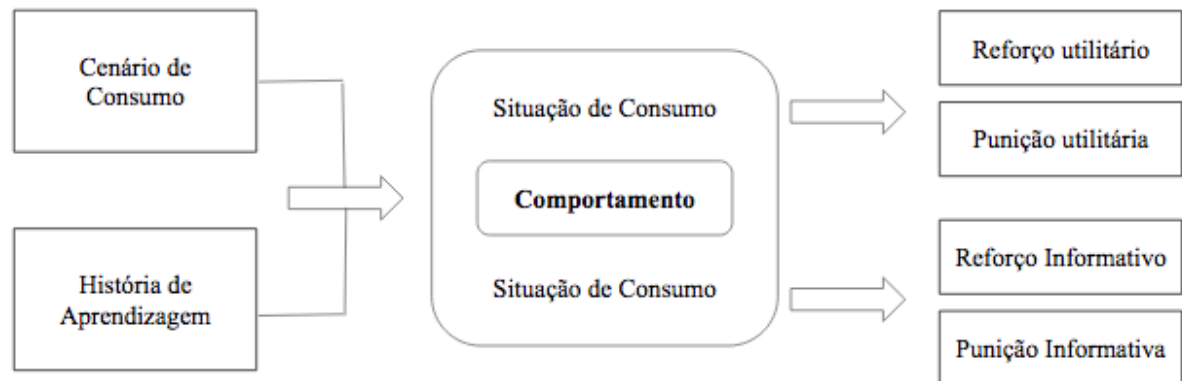 Cenário de
Consumo
História de
Aprendizagem
Situação de Consumo
Comportamento
Situação de Consumo
Reforço utilitário
Punição utilitária
Reforço Informativo
Punição Informativa